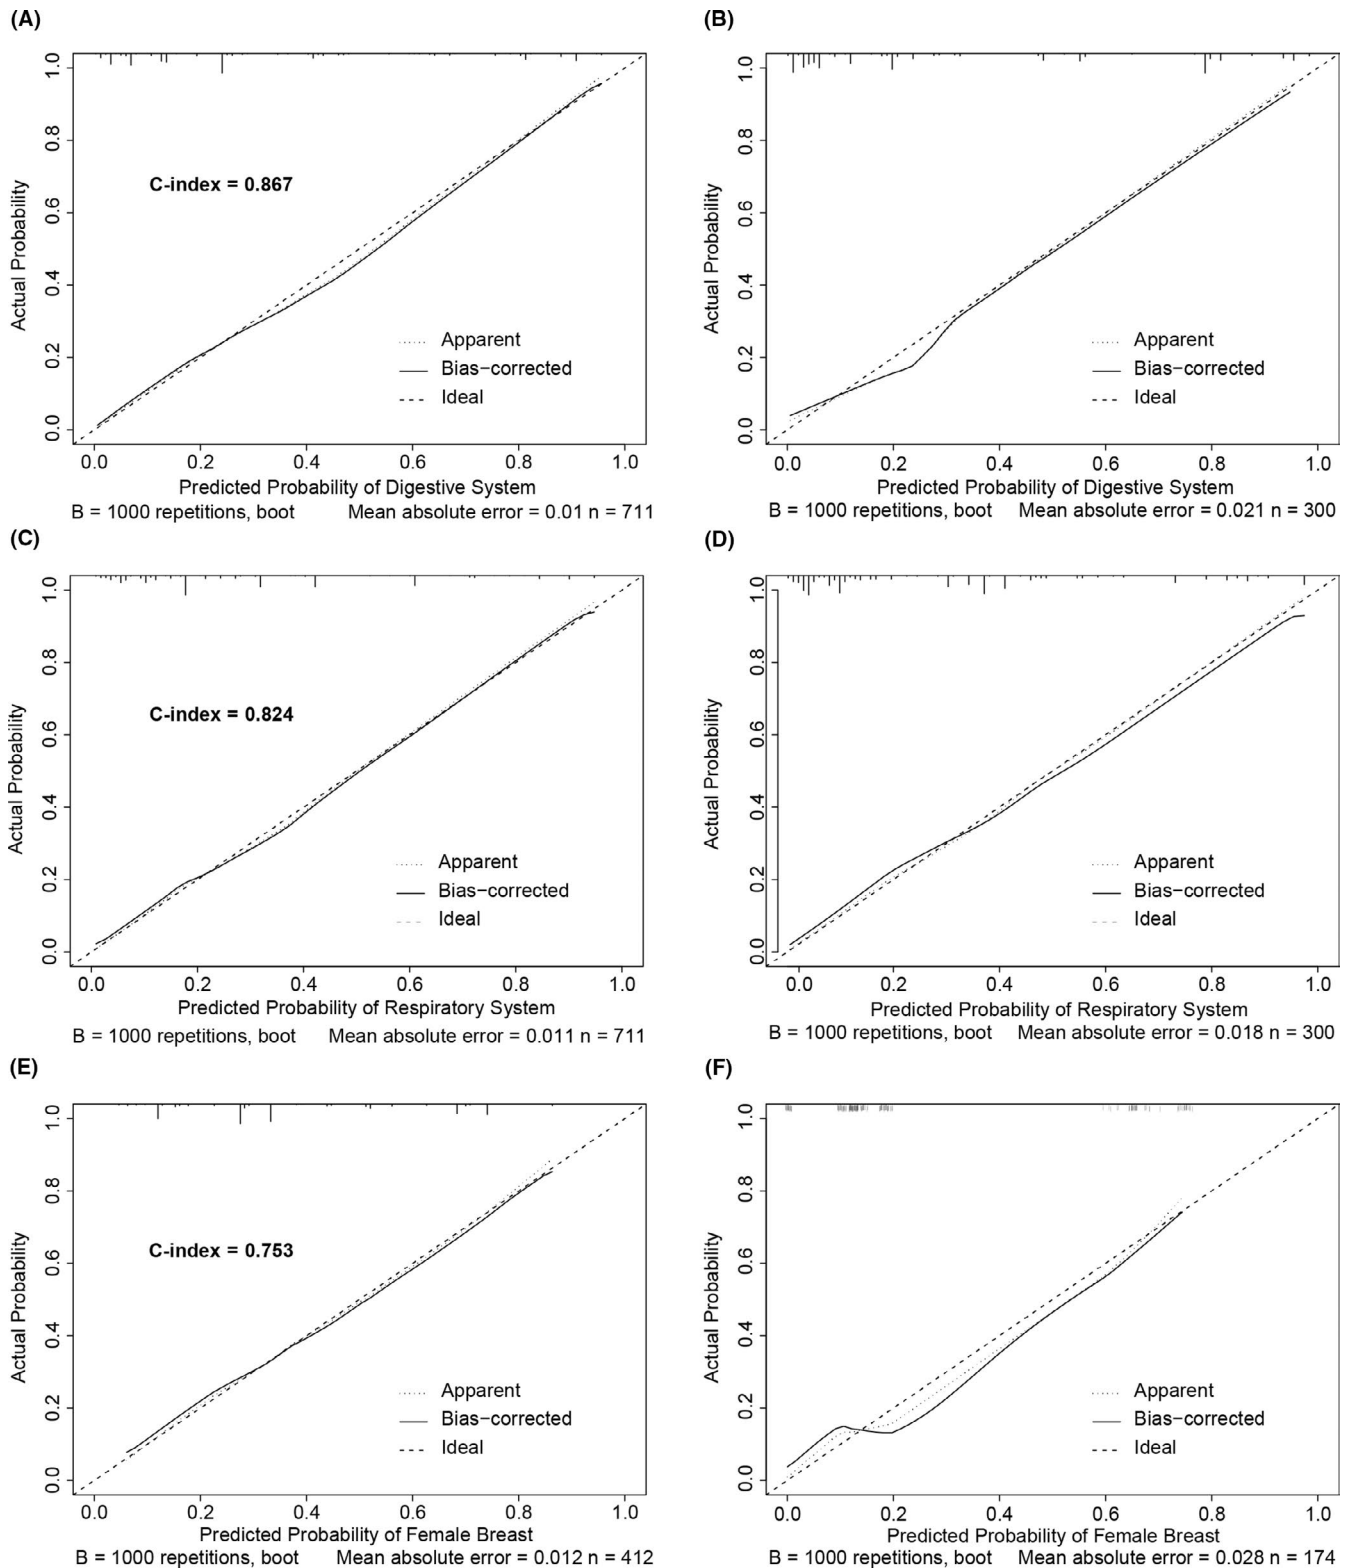 (A)
1.0
0.8
0.6
0.4
0.2
0.0
Actual Probability
C-index = 0.867
Apparent
Bias−corrected
Ideal
0.0 0.2 0.4 0.6 0.8 1.0
Predicted Probability of Digestive System
B = 1000 repetitions, boot Mean absolute error = 0.01 n = 711
(B)
1.0
0.8
0.6
0.4
0.2
0.0
Actual Probability
Apparent
Bias−corrected
Ideal
0.0 0.2 0.4 0.6 0.8 1.0
Predicted Probability of Digestive System
B = 1000 repetitions, boot Mean absolute error = 0.021 n = 300
(C)
1.0
0.8
0.6
0.4
0.2
0.0
Actual Probability
C-index = 0.824
Apparent
Bias−corrected
Ideal
0.0 0.2 0.4 0.6 0.8 1.0
Predicted Probability of Respiratory System
B = 1000 repetitions, boot Mean absolute error = 0.011 n = 711
(D)
1.0
0.8
0.6
0.4
0.2
0.0
Actual Probability
Apparent
Bias−corrected
Ideal
0.0 0.2 0.4 0.6 0.8 1.0
Predicted Probability of Respiratory System
B = 1000 repetitions, boot Mean absolute error = 0.018 n = 300
(E)
1.0
0.8
0.6
0.4
0.2
0.0
Actual Probability
C-index = 0.753
Apparent
Bias−corrected
Ideal
0.0 0.2 0.4 0.6 0.8 1.0
Predicted Probability of Female Breast
B = 1000 repetitions, boot Mean absolute error = 0.012 n = 412
(F)
1.0
0.8
0.6
0.4
0.2
0.0
Actual Probability
Apparent
Bias−corrected
Ideal
0.0 0.2 0.4 0.6 0.8 1.0
Predicted Probability of Female Breast
B = 1000 repetitions, boot Mean absolute error = 0.028 n = 174